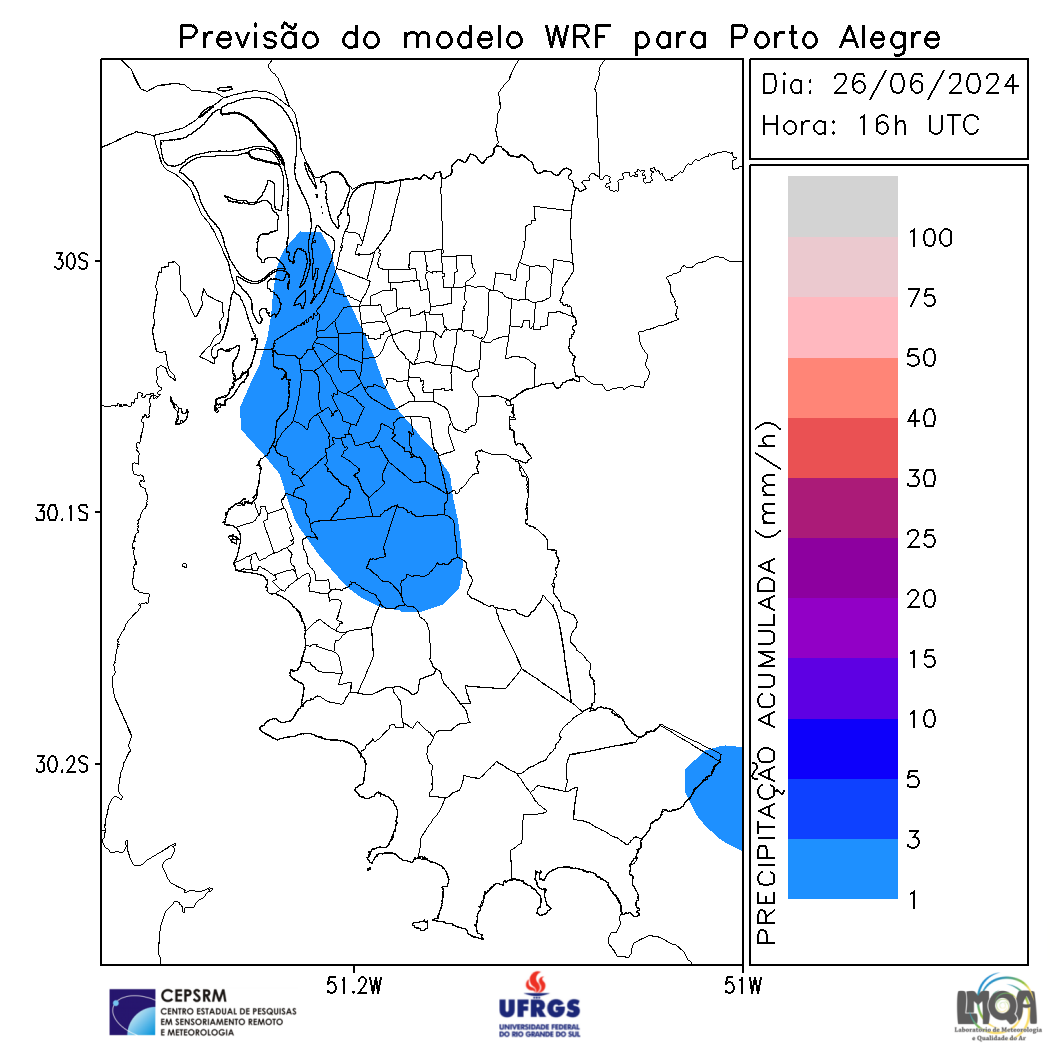 Previsão do modelo WRF para Porto Alegre
Dia: 26/06/2024
Hora: 16h UTC
30S
30.1S
30.2S
51.2W
51W
PRECIPITAÇÃO ACUMULADA (mm/h)
100
75
50
40
30
25
20
15
10
5
3
1
CEPSRM
CENTRO ESTADUAL DE PESQUISAS
EM SENSORIAMENTO REMOTO
E METEOROLOGIA
UFRGS
UNIVERSIDADE FEDERAL
DO RIO GRANDE DO SUL
LMQA
Laboratório de Meteorologia
e Qualidade do Ar